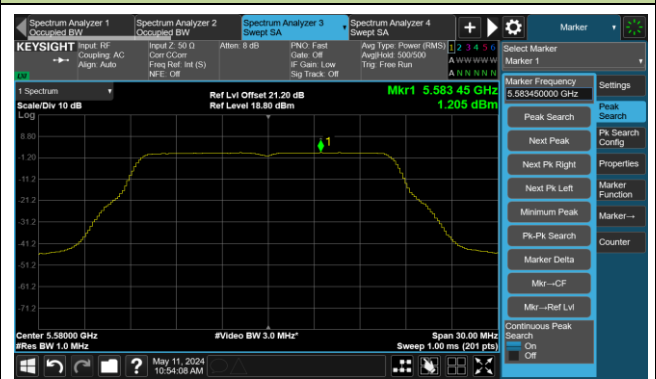 Spectrum Analyzer 1
Occupied BW
Spectrum Analyzer 2
Occupied BW
Spectrum Analyzer 3
Swept SA
Spectrum Analyzer 4
Swept SA
Marker
KEYSIGHT
Input: RF
Coupling: AC
Align: Auto
Input Z: 50 Ω
Corr CCorr
Freq Ref: Int (S)
NFE: Off
Atten: 8 dB
PNO: Fast
Gate: Off
IF Gain: Low
Sig Track: Off
Avg Type: Power (RMS)
Avg|Hold: 500/500
Trig: Free Run
1 2 3 4 5 6
A W W W W W
A N N N N N
LXI
Select Marker
Marker 1
1 Spectrum
Scale/Div 10 dB
Log
Ref Lvl Offset 21.20 dB
Ref Level 18.80 dBm
Mkr1 5.583 45 GHz
1.205 dBm
8.80
-1.20
-11.2
-21.2
-31.2
-41.2
-51.2
-61.2
-71.2
1
Center 5.58000 GHz
#Res BW 1.0 MHz
#Video BW 3.0 MHz*
Span 30.00 MHz
Sweep 1.00 ms (201 pts)
Marker Frequency
5.583450000 GHz
Peak Search
Next Peak
Next Pk Right
Next Pk Left
Minimum Peak
Pk-Pk Search
Marker Delta
Mkr→CF
Mkr→Ref Lvl
Continuous Peak
Search
On
Off
Settings
Peak
Search
Pk Search
Config
Properties
Marker
Function
Marker→
Counter
May 11, 2024
10:54:08 AM